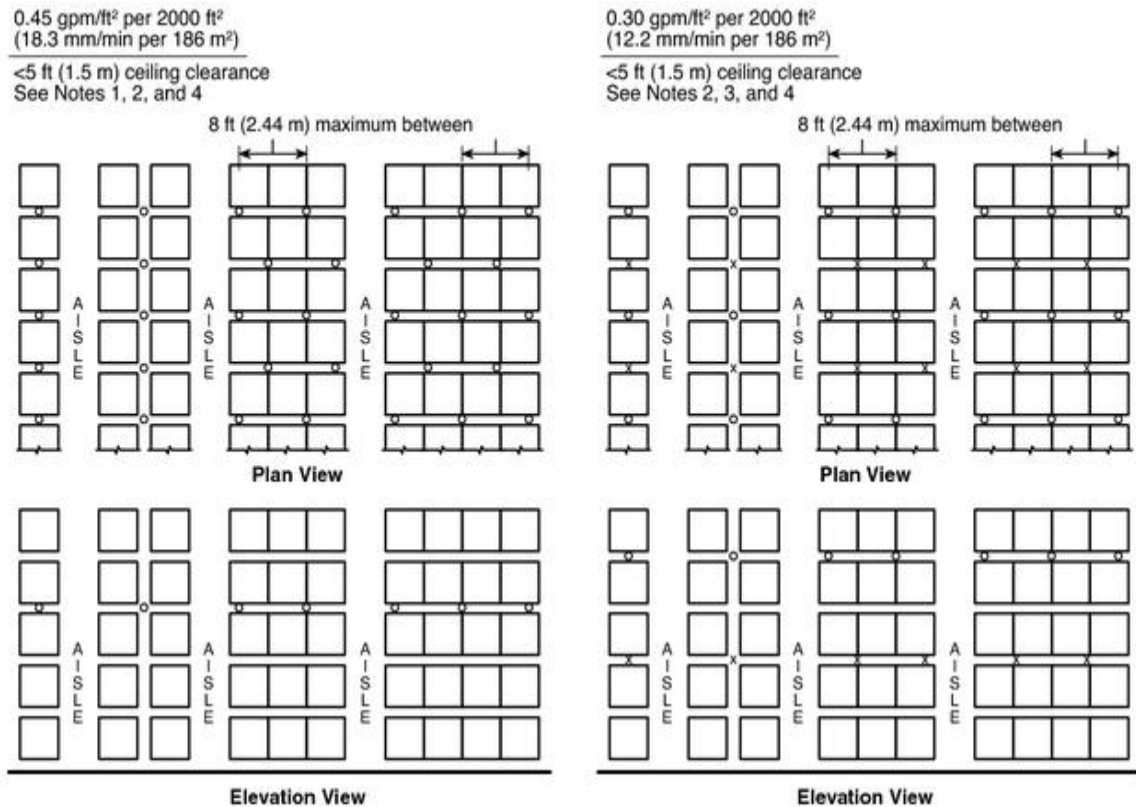 0.45 gpm/ft² per 2000 ft²
(18.3 mm/min per 186 m²)
<5 ft (1.5 m) ceiling clearance
See Notes 1, 2, and 4
8 ft (2.44 m) maximum between
AISLE
AISLE
AISLE
Plan View
AISLE
AISLE
AISLE
Elevation View
0.30 gpm/ft² per 2000 ft²
(12.2 mm/min per 186 m²)
<5 ft (1.5 m) ceiling clearance
See Notes 2, 3, and 4
8 ft (2.44 m) maximum between
AISLE
AISLE
AISLE
Plan View
AISLE
AISLE
AISLE
Elevation View